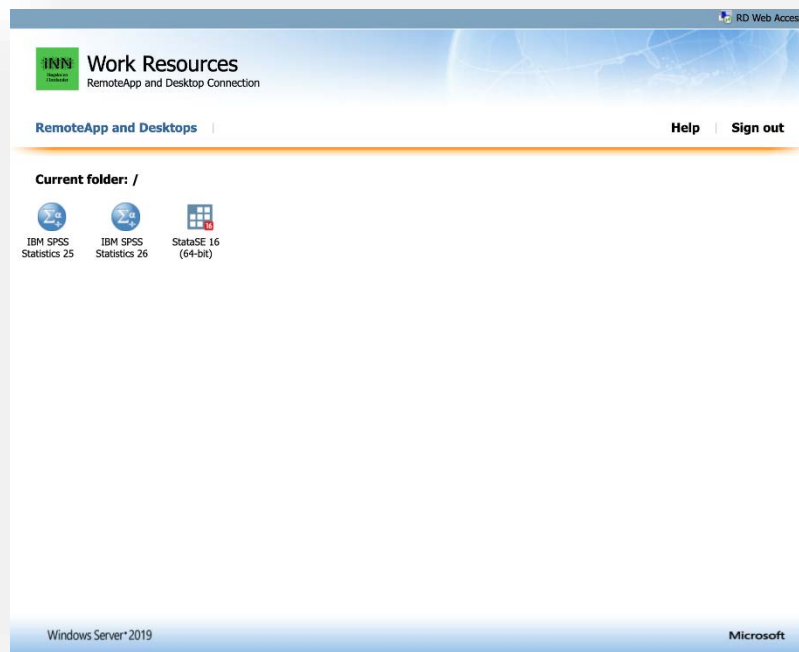 RD Web Acces
INN
Work Resources
RemoteApp and Desktop Connection
RemoteApp and Desktops
Help
Sign out
Current folder: /
IBM SPSS
Statistics 25
IBM SPSS
Statistics 26
StataSE 16
(64-bit)
16
Windows Server 2019
Microsoft